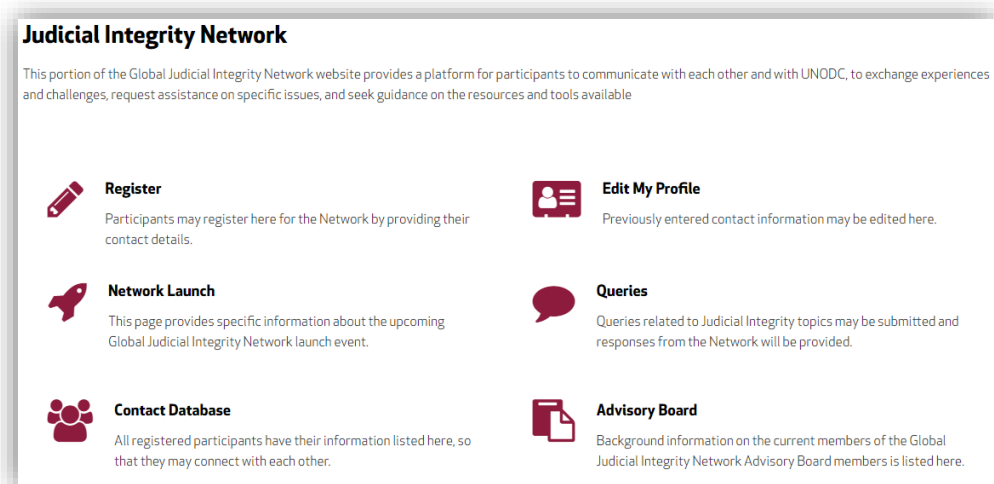 Judicial Integrity Network
This portion of the Global Judicial Integrity Network website provides a platform for participants to communicate with each other and with UNODC, to exchange experiences
and challenges, request assistance on specific issues, and seek guidance on the resources and tools available
Register
Participants may register here for the Network by providing their
contact details.
Edit My Profile
Previously entered contact information may be edited here.
Network Launch
This page provides specific information about the upcoming
Global Judicial Integrity Network launch event.
Queries
Queries related to Judicial Integrity topics may be submitted and
responses from the Network will be provided.
Contact Database
All registered participants have their information listed here, so
that they may connect with each other.
Advisory Board
Background information on the current members of the Global
Judicial Integrity Network Advisory Board members is listed here.